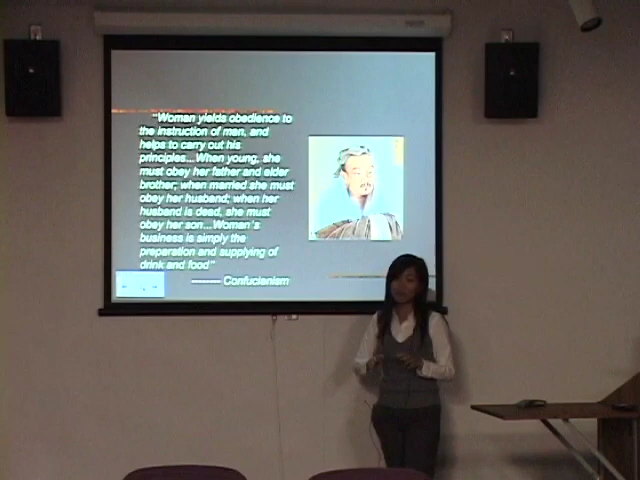 "Woman yields obedience to
the instruction of man, and
helps to carry out his
principles...When young, she
must obey her father and elder
brother; when married she must
obey her husband; when her
husband is dead, she must
obey her son...Woman's
business is simply the
preparation and supplying of
drink and food"
------- Confucianism